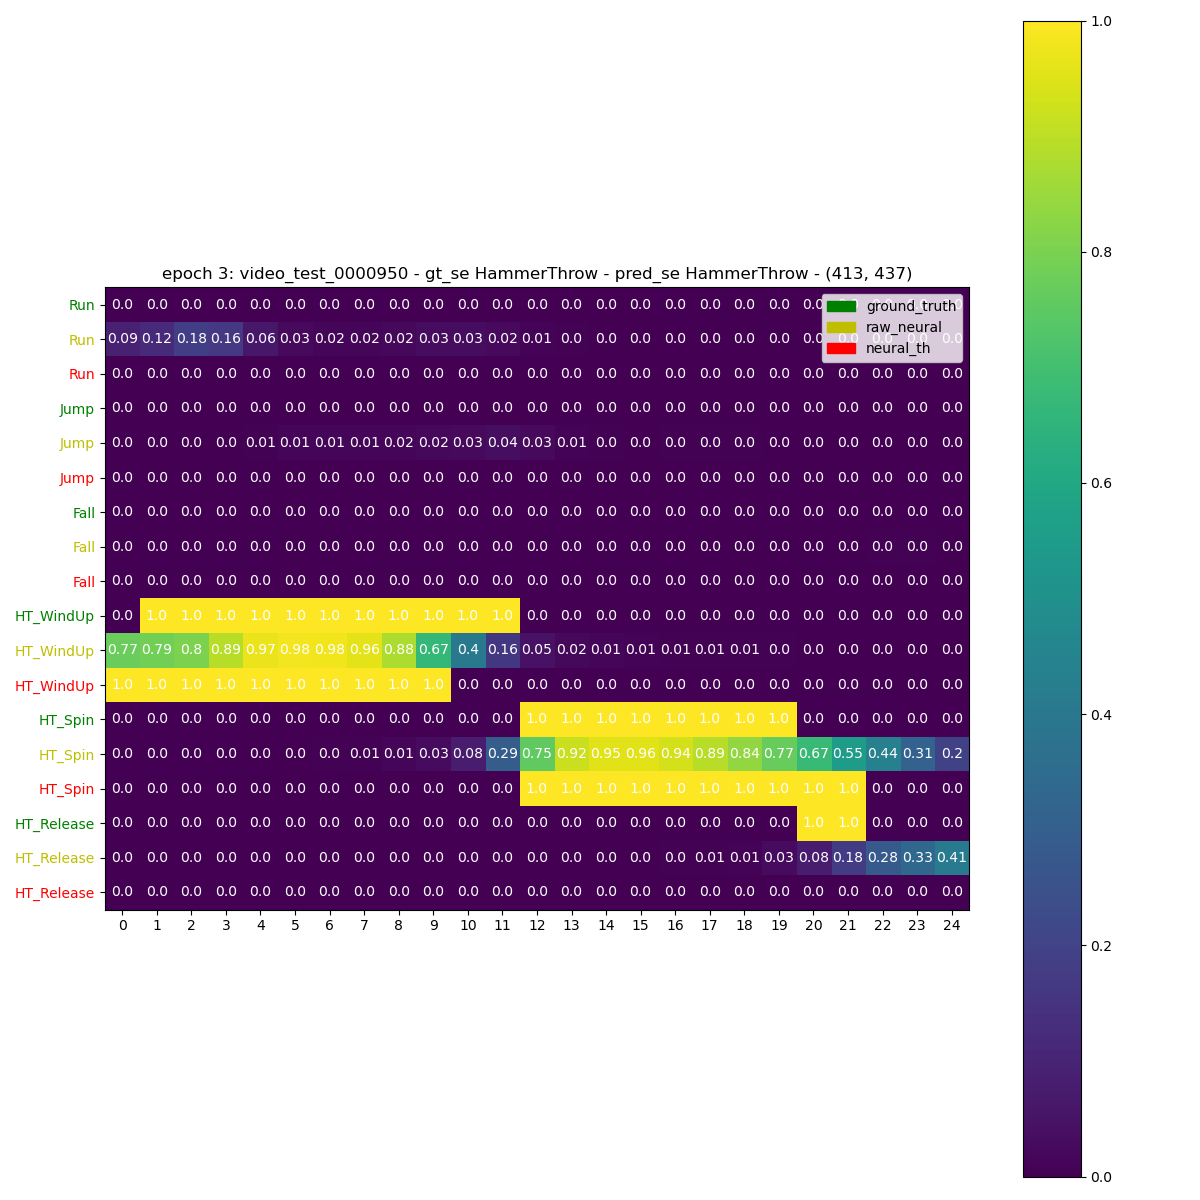 epoch 3: video_test_0000950 - gt_se HammerThrow - pred_se HammerThrow - (413, 437)
Run 0.0 0.0 0.0 0.0 0.0 0.0 0.0 0.0 0.0 0.0 0.0 0.0 0.0 0.0 0.0 0.0 0.0 0.0 0.0 0.0 0.0
ground_truth
raw_neural
neural_th
Run 0.09 0.12 0.18 0.16 0.06 0.03 0.02 0.02 0.02 0.03 0.03 0.02 0.01 0.0 0.0 0.0 0.0 0.0 0.0 0.0 0.0
Run 0.0 0.0 0.0 0.0 0.0 0.0 0.0 0.0 0.0 0.0 0.0 0.0 0.0 0.0 0.0 0.0 0.0 0.0 0.0 0.0 0.0 0.0 0.0 0.0 0.0
Jump 0.0 0.0 0.0 0.0 0.0 0.0 0.0 0.0 0.0 0.0 0.0 0.0 0.0 0.0 0.0 0.0 0.0 0.0 0.0 0.0 0.0 0.0 0.0 0.0 0.0
Jump 0.0 0.0 0.0 0.0 0.01 0.01 0.01 0.01 0.02 0.02 0.03 0.04 0.03 0.01 0.0 0.0 0.0 0.0 0.0 0.0 0.0 0.0 0.0 0.0 0.0
Jump 0.0 0.0 0.0 0.0 0.0 0.0 0.0 0.0 0.0 0.0 0.0 0.0 0.0 0.0 0.0 0.0 0.0 0.0 0.0 0.0 0.0 0.0 0.0 0.0 0.0
Fall 0.0 0.0 0.0 0.0 0.0 0.0 0.0 0.0 0.0 0.0 0.0 0.0 0.0 0.0 0.0 0.0 0.0 0.0 0.0 0.0 0.0 0.0 0.0 0.0 0.0
Fall 0.0 0.0 0.0 0.0 0.0 0.0 0.0 0.0 0.0 0.0 0.0 0.0 0.0 0.0 0.0 0.0 0.0 0.0 0.0 0.0 0.0 0.0 0.0 0.0 0.0
Fall 0.0 0.0 0.0 0.0 0.0 0.0 0.0 0.0 0.0 0.0 0.0 0.0 0.0 0.0 0.0 0.0 0.0 0.0 0.0 0.0 0.0 0.0 0.0 0.0 0.0
HT_WindUp 0.0 1.0 1.0 1.0 1.0 1.0 1.0 1.0 1.0 1.0 1.0 1.0 0.0 0.0 0.0 0.0 0.0 0.0 0.0 0.0 0.0 0.0 0.0 0.0 0.0
HT_WindUp 0.77 0.79 0.8 0.89 0.97 0.98 0.98 0.96 0.88 0.67 0.4 0.16 0.05 0.02 0.01 0.01 0.01 0.01 0.01 0.0 0.0 0.0 0.0 0.0 0.0
HT_WindUp 1.0 1.0 1.0 1.0 1.0 1.0 1.0 1.0 1.0 1.0 0.0 0.0 0.0 0.0 0.0 0.0 0.0 0.0 0.0 0.0 0.0 0.0 0.0 0.0 0.0
HT_Spin 0.0 0.0 0.0 0.0 0.0 0.0 0.0 0.0 0.0 0.0 0.0 0.0 1.0 1.0 1.0 1.0 1.0 1.0 1.0 1.0 0.0 0.0 0.0 0.0 0.0
HT_Spin 0.0 0.0 0.0 0.0 0.0 0.0 0.0 0.01 0.01 0.03 0.08 0.29 0.75 0.92 0.95 0.96 0.94 0.89 0.84 0.77 0.67 0.55 0.44 0.31 0.2
HT_Spin 0.0 0.0 0.0 0.0 0.0 0.0 0.0 0.0 0.0 0.0 0.0 0.0 1.0 1.0 1.0 1.0 1.0 1.0 1.0 1.0 1.0 1.0 0.0 0.0 0.0
HT_Release 0.0 0.0 0.0 0.0 0.0 0.0 0.0 0.0 0.0 0.0 0.0 0.0 0.0 0.0 0.0 0.0 0.0 0.0 0.0 0.0 1.0 1.0 0.0 0.0 0.0
HT_Release 0.0 0.0 0.0 0.0 0.0 0.0 0.0 0.0 0.0 0.0 0.0 0.0 0.0 0.0 0.0 0.0 0.0 0.01 0.01 0.03 0.08 0.18 0.28 0.33 0.41
HT_Release 0.0 0.0 0.0 0.0 0.0 0.0 0.0 0.0 0.0 0.0 0.0 0.0 0.0 0.0 0.0 0.0 0.0 0.0 0.0 0.0 0.0 0.0 0.0 0.0 0.0
0 1 2 3 4 5 6 7 8 9 10 11 12 13 14 15 16 17 18 19 20 21 22 23 24
1.0
0.8
0.6
0.4
0.2
0.0